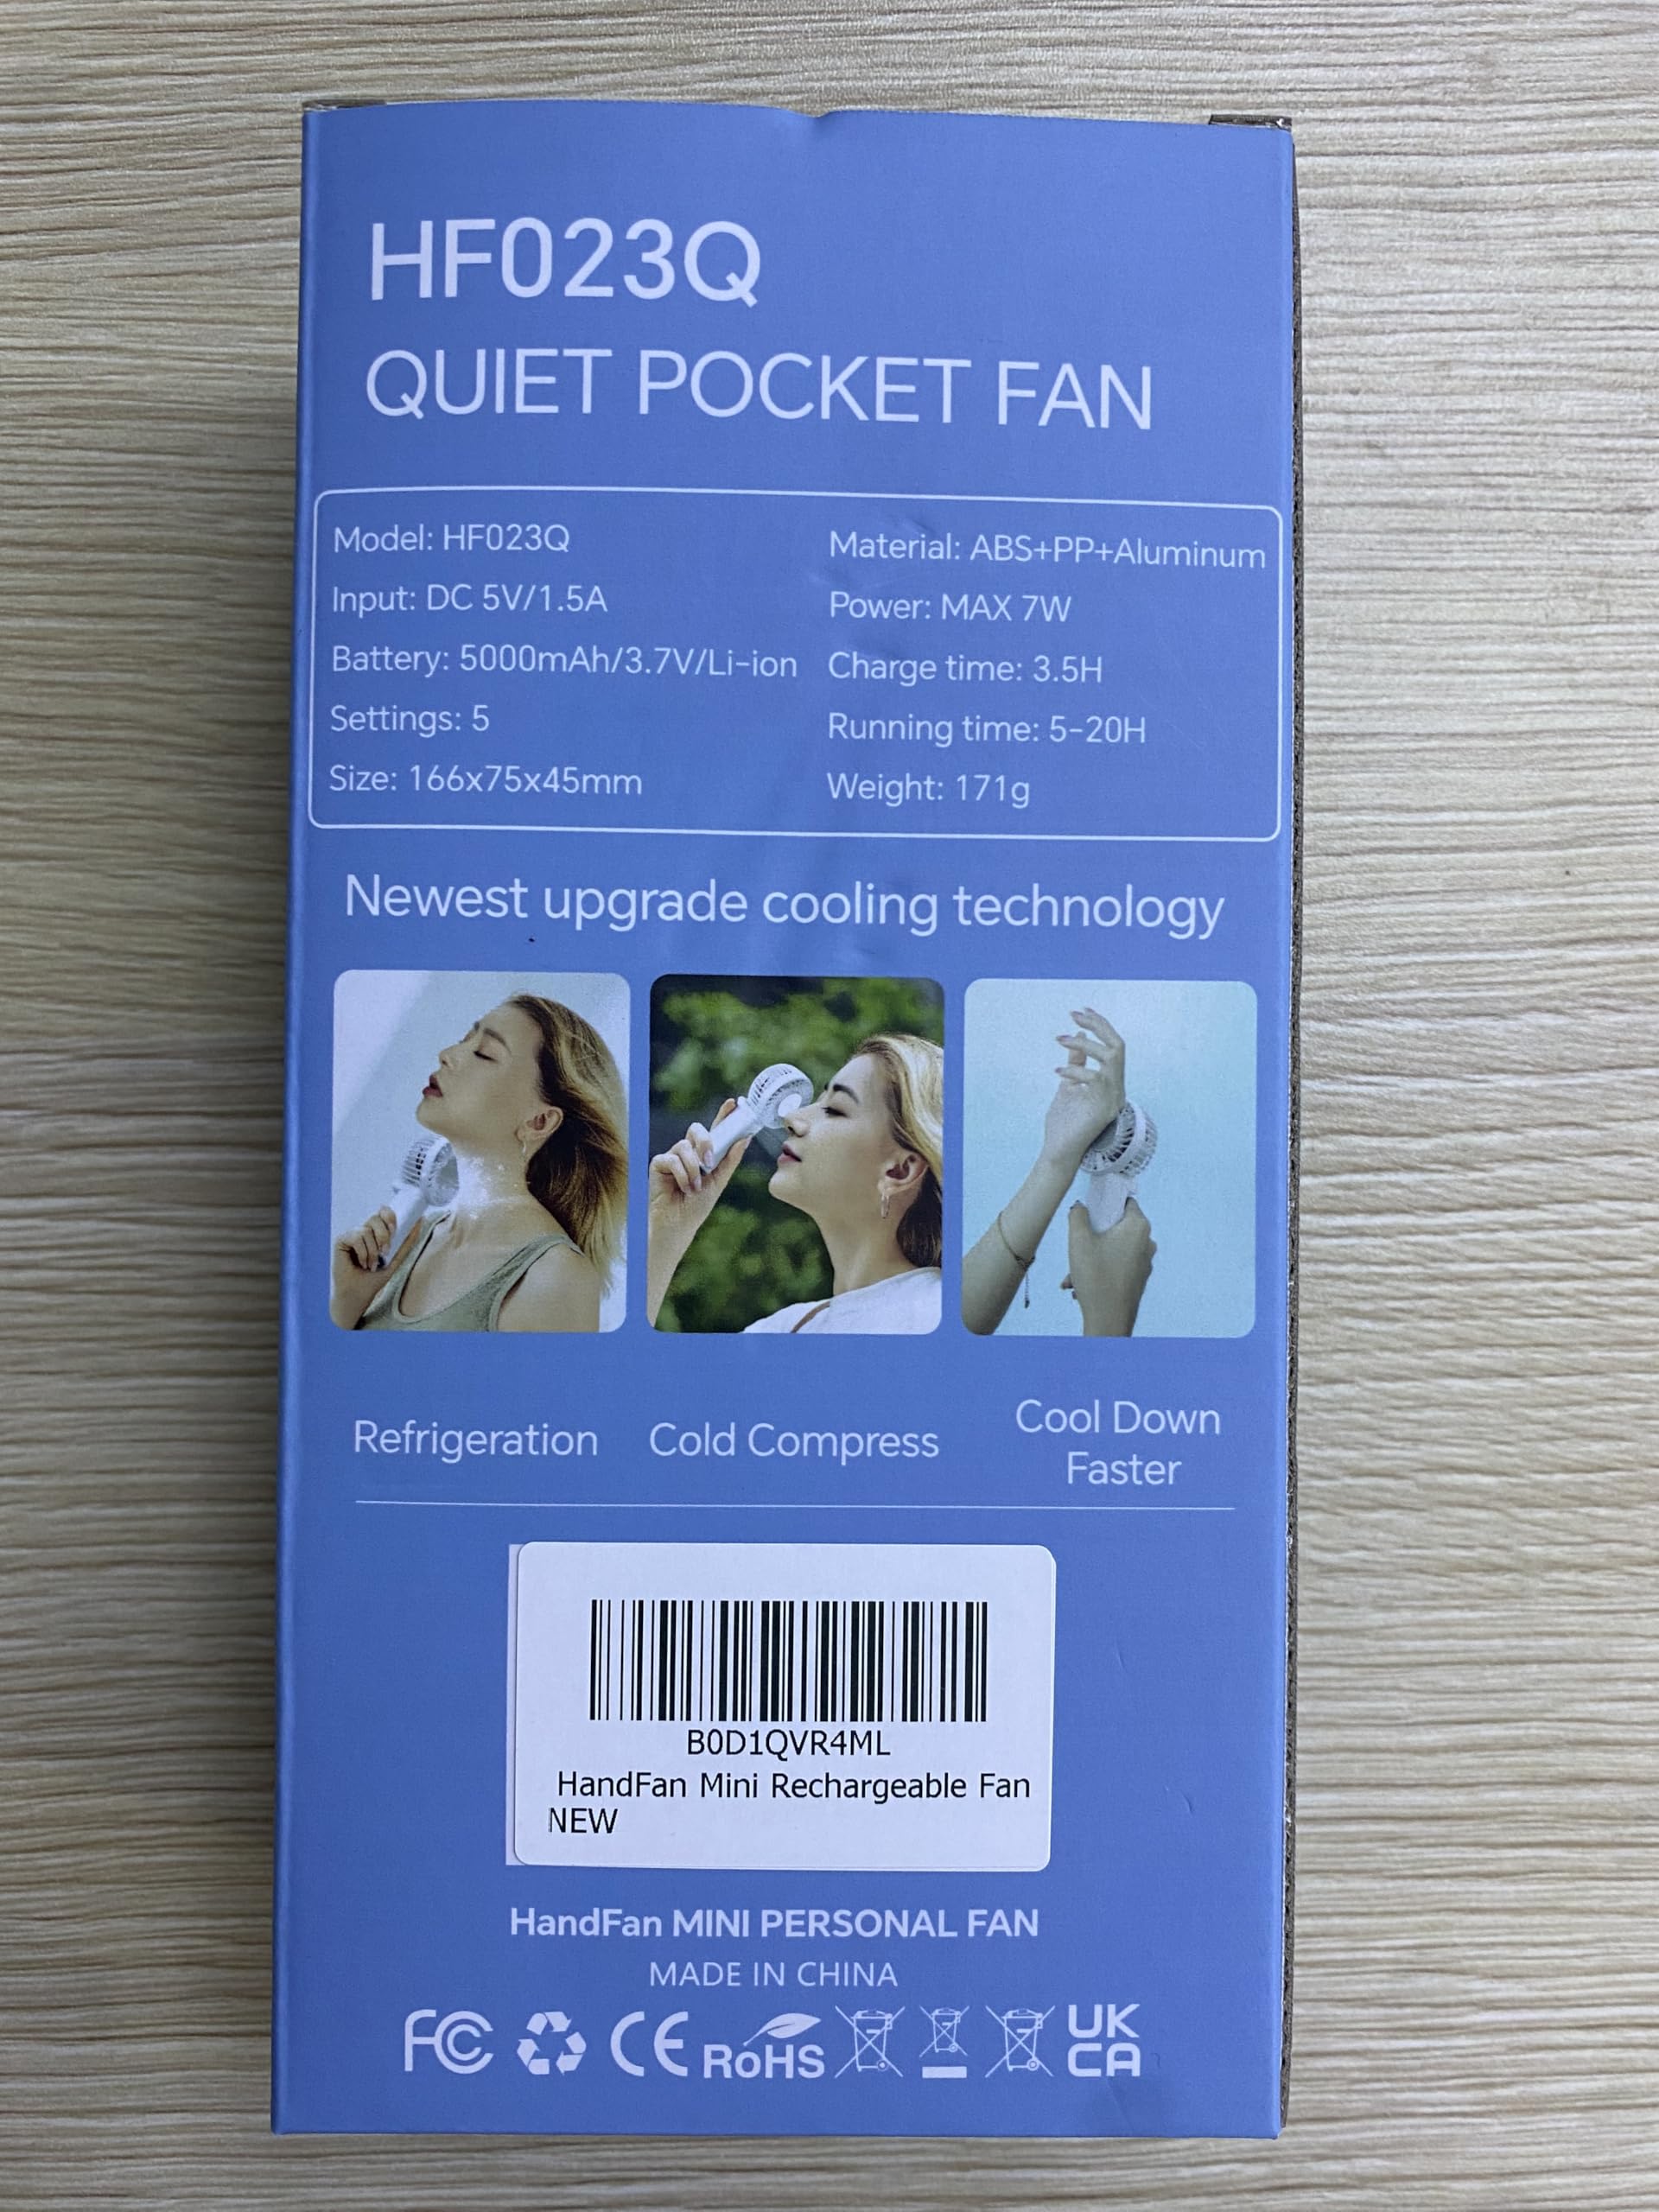 HF023Q
QUIET POCKET FAN
Model: HF023Q
Input: DC 5V/1.5A
Battery: 5000mAh/3.7V/Li-ion
Settings: 5
Size: 166x75x45mm
Material: ABS+PP+Aluminum
Power: MAX 7W
Charge time: 3.5H
Running time: 5-20H
Weight: 171g
Newest upgrade cooling technology
Refrigeration
Cold Compress
Cool Down
Faster
B0D1QVR4ML
HandFan Mini Rechargeable Fan
NEW
HandFan MINI PERSONAL FAN
MADE IN CHINA
FC CE RoHS UK
CA